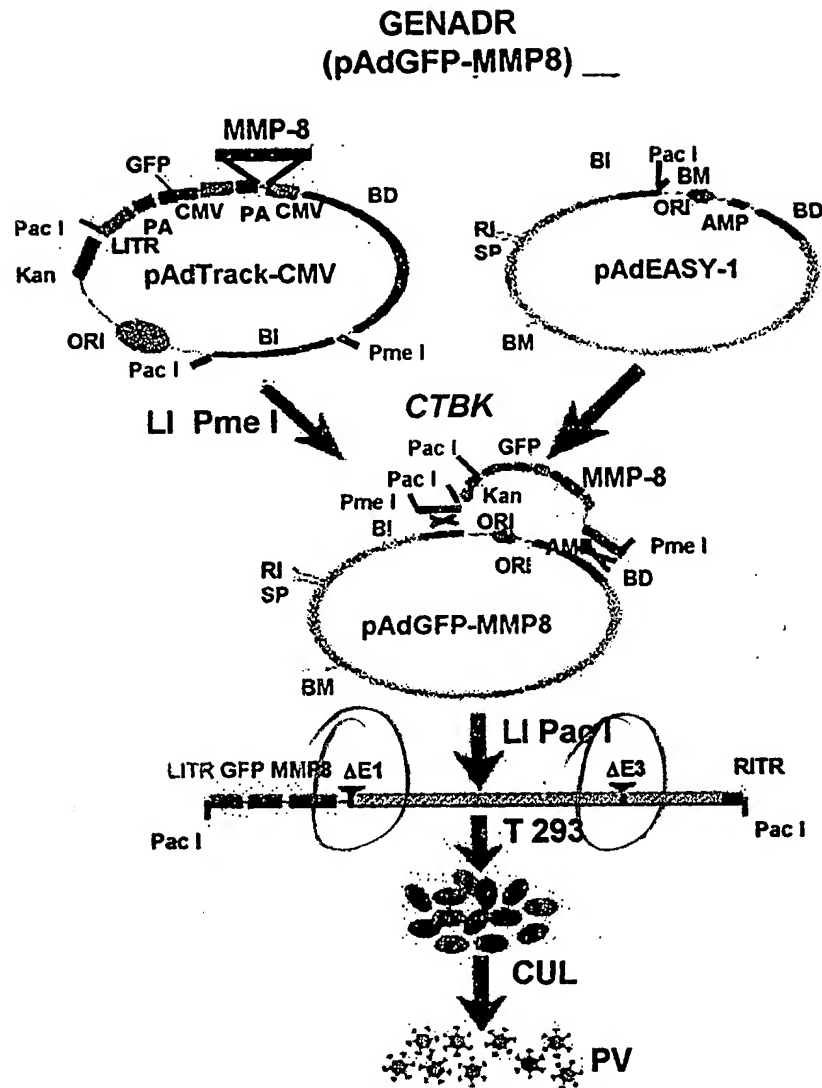 GENADR
(pAdGFP-MMP8)
MMP-8
GFP
CMV
PA
PA
CMV
BD
Pac I
LITR
Kan
pAdTrack-CMV
ORI
Pac I
BI
Pme I
BI
Pac I
BM
ORI
AMP
BD
RI
SP
pAdEASY-1
BM
LI Pme I
CTBK
Pac I
GFP
Pac I
MMP-8
Pme I
Kan
BI
ORI
ORI
AMP
Pme I
BD
RI
SP
pAdGFP-MMP8
BM
LI Pac I
LITR GFP MMP8 ΔE1
ΔE3
RITR
Pac I
Pac I
T 293
CUL
PV